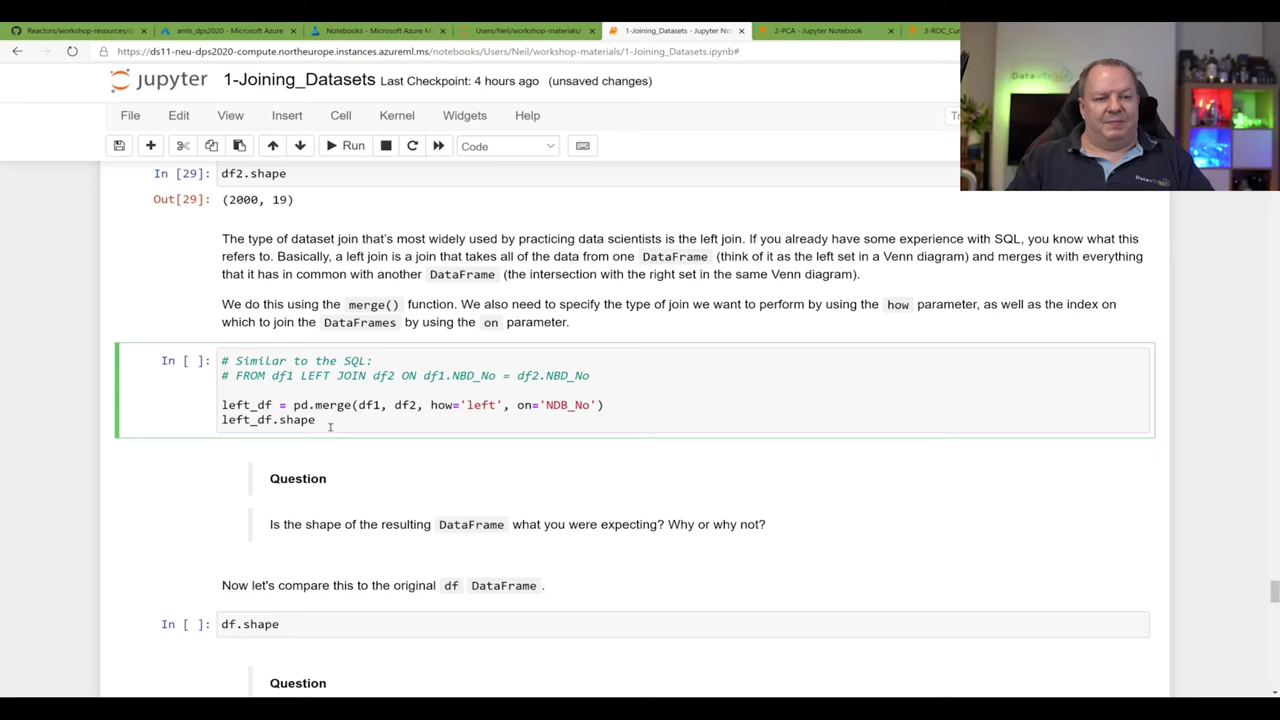 Reactors/workshop-resources/d
amls_dps2020 - Microsoft Azure
Notebooks - Microsoft Azure M
Users/Neil/workshop-materials/
1-Joining_Datasets - Jupyter No
2-PCA - Jupyter Notebook
3-ROC_Cur
https://ds11-neu-dps2020-compute.northeurope.instances.azureml.ms/notebooks/Users/Neil/workshop-materials/1-Joining_Datasets.ipynb#
jupyter 1-Joining_Datasets Last Checkpoint: 4 hours ago (unsaved changes)
File Edit View Insert Cell Kernel Widgets Help
Run Code
In [29]: df2.shape
Out[29]: (2000, 19)
The type of dataset join that's most widely used by practicing data scientists is the left join. If you already have some experience with SQL, you know what this
refers to. Basically, a left join is a join that takes all of the data from one DataFrame (think of it as the left set in a Venn diagram) and merges it with everything
that it has in common with another DataFrame (the intersection with the right set in the same Venn diagram).
We do this using the merge() function. We also need to specify the type of join we want to perform by using the how parameter, as well as the index on
which to join the DataFrames by using the on parameter.
In [ ]: # Similar to the SQL:
# FROM df1 LEFT JOIN df2 ON df1.NBD_No = df2.NBD_No
left_df = pd.merge(df1, df2, how='left', on='NDB_No')
left_df.shape
Question
Is the shape of the resulting DataFrame what you were expecting? Why or why not?
Now let's compare this to the original df DataFrame.
In [ ]: df.shape
Question